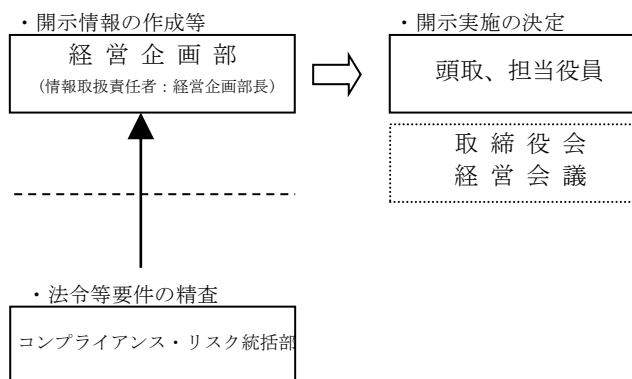 ・開示情報の作成等
経営企画部
(情報取扱責任者：経営企画部長)
・開示実施の決定
頭取、担当役員
取締役会
経営会議
・法令等要件の精査
コンプライアンス・リスク統括部